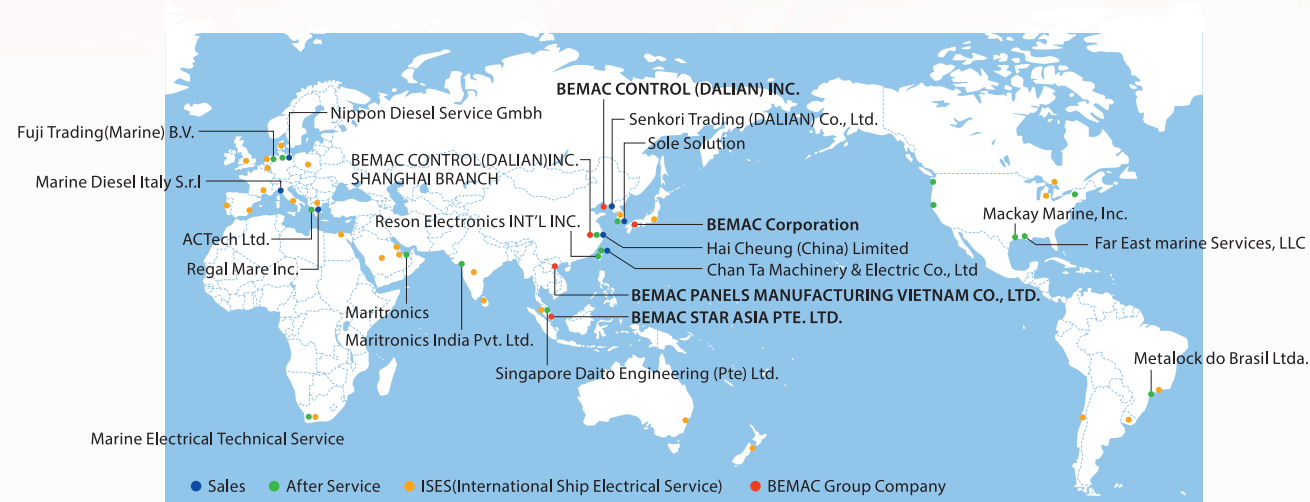 BEMAC CONTROL (DALIAN) INC.
Nippon Diesel Service Gmbh
Senkori Trading (DALIAN) Co., Ltd.
Fuji Trading(Marine) B.V.
Sole Solution
BEMAC CONTROL(DALIAN)INC.
SHANGHAI BRANCH
Marine Diesel Italy S.r.l
Reson Electronics INT'L INC.
BEMAC Corporation
Mackay Marine, Inc.
ACTech Ltd.
Hai Cheung (China) Limited
Far East marine Services, LLC
Regal Mare Inc.
Chan Ta Machinery & Electric Co., Ltd
BEMAC PANELS MANUFACTURING VIETNAM CO., LTD.
Maritronics
BEMAC STAR ASIA PTE. LTD.
Maritronics India Pvt. Ltd.
Metalock do Brasil Ltda.
Singapore Daito Engineering (Pte) Ltd.
Marine Electrical Technical Service
Sales After Service ISES(International Ship Electrical Service) BEMAC Group Company